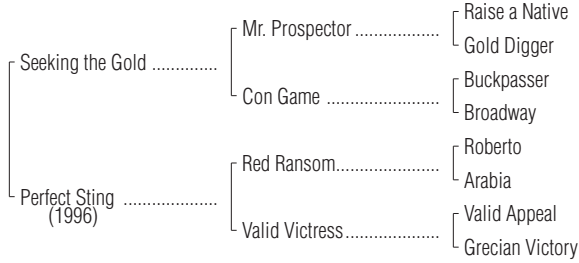 Raise a Native
Mr. Prospector ..................
Gold Digger
Seeking the Gold ..............
Buckpasser
Con Game ........................
Broadway
Roberto
Red Ransom......................
Arabia
Perfect Sting ....................
(1996)
Valid Appeal
Valid Victress....................
Grecian Victory